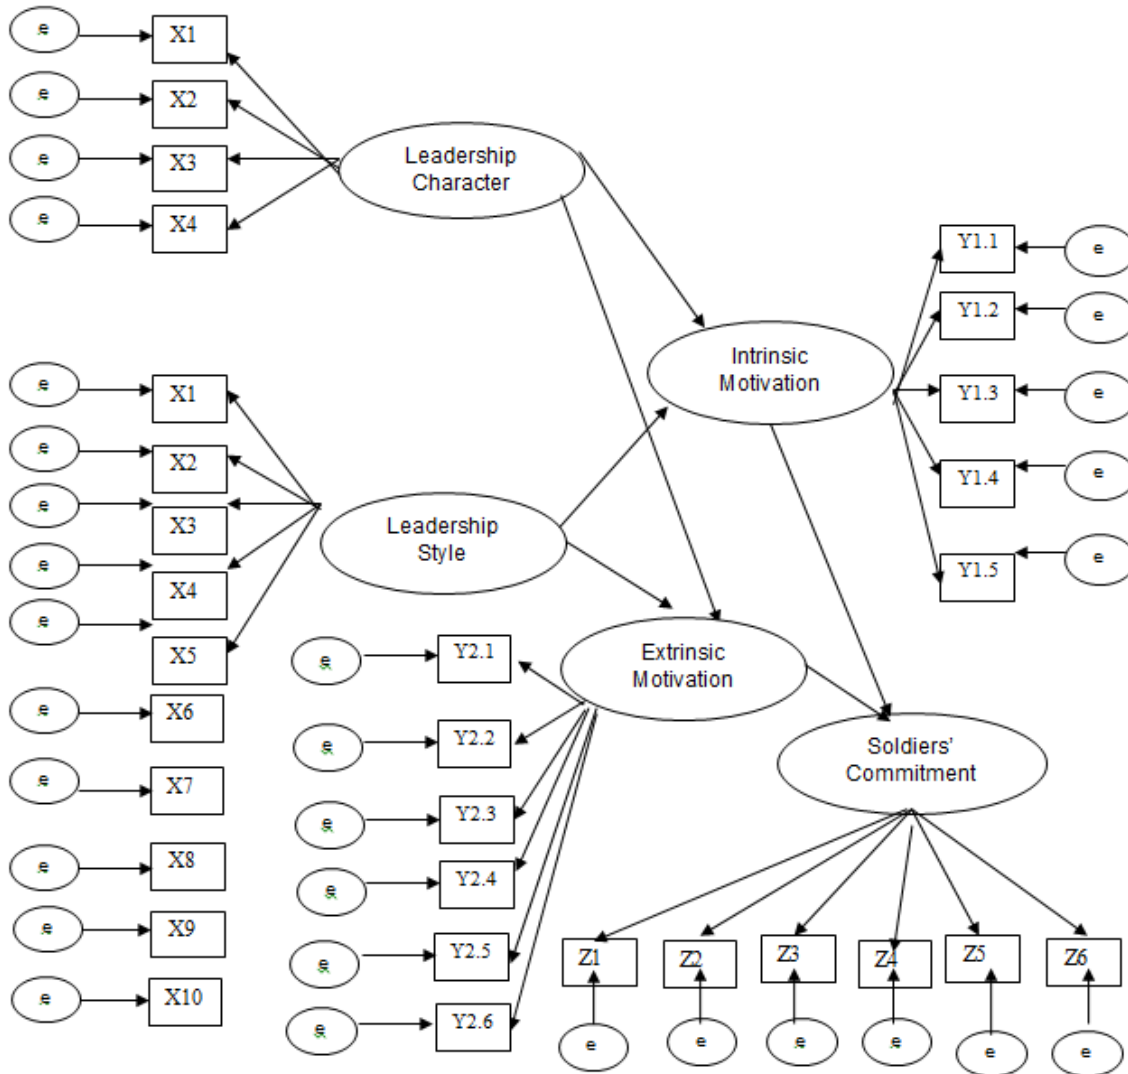 e
X1
e
X2
e
X3
e
X4
Leadership
Character
Y1.1
e
Y1.2
e
Y1.3
e
Y1.4
e
Y1.5
e
Intrinsic
Motivation
e
X1
e
X2
e
X3
e
X4
e
X5
e
X6
e
X7
e
X8
e
X9
e
X10
Leadership
Style
e
Y2.1
e
Y2.2
e
Y2.3
e
Y2.4
e
Y2.5
e
Y2.6
Extrinsic
Motivation
Soldiers'
Commitment
Z1
Z2
Z3
Z4
Z5
Z6
e
e
e
e
e
e